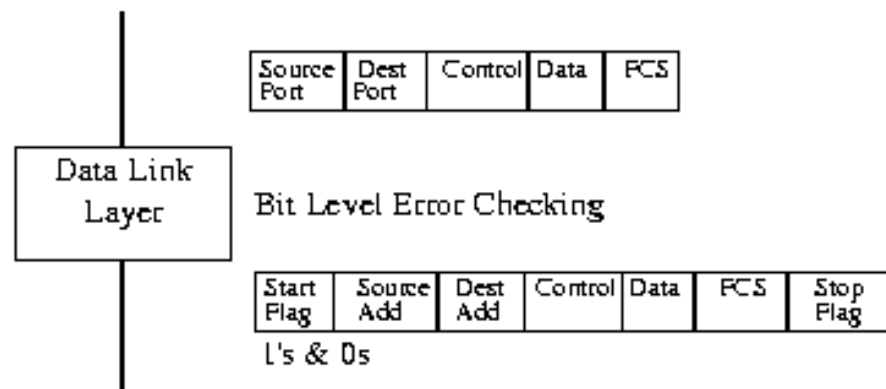 Source Dest Control Data FCS
Port Port
Data Link
Layer
Bit Level Error Checking
Start Source Dest Control Data FCS Stop
Flag Add Add Flag
1's & 0s